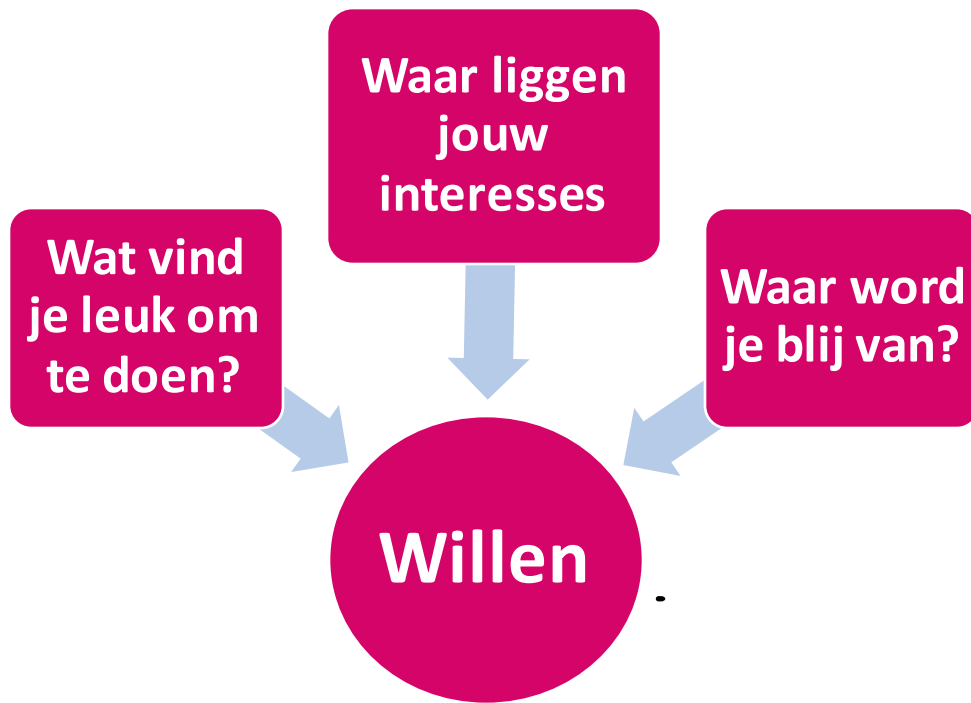 Waar liggen
jouw
interesses
Wat vind
je leuk om
te doen?
Waar word
je blij van?
Willen